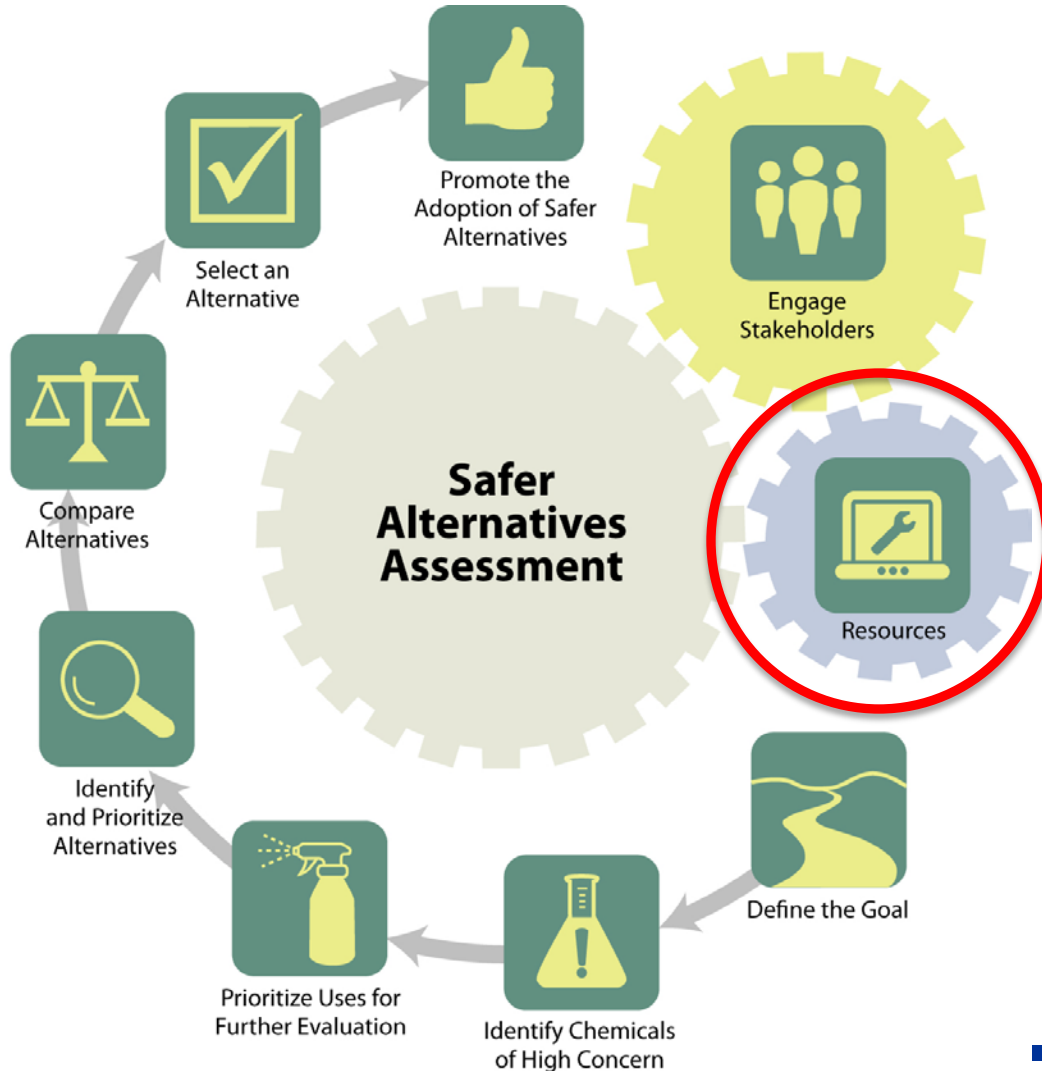 Promote the
Adoption of Safer
Alternatives
Select an
Alternative
Engage
Stakeholders
Safer
Alternatives
Assessment
Compare
Alternatives
Resources
Identify
and Prioritize
Alternatives
Define the Goal
Prioritize Uses for
Further Evaluation
Identify Chemicals
of High Concern